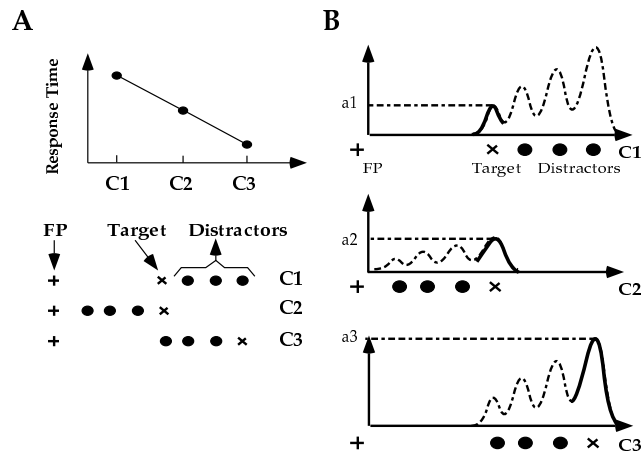 A
Response Time
C1 C2 C3
FP Target Distractors
C1
C2
C3
B
a1
C1
FP Target Distractors
a2
C2
a3
C3